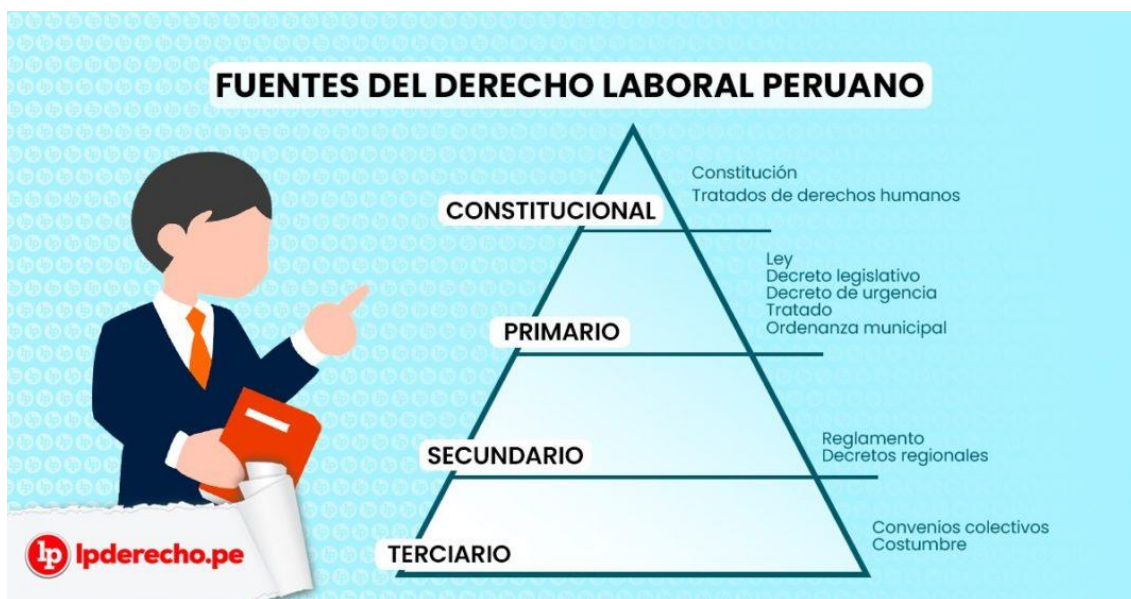 FUENTES DEL DERECHO LABORAL PERUANO
CONSTITUCIONAL
Constitución
Tratados de derechos humanos
PRIMARIO
Ley
Decreto legislativo
Decreto de urgencia
Tratado
Ordenanza municipal
SECUNDARIO
Reglamento
Decretos regionales
TERCIARIO
Convenios colectivos
Costumbre
lp lpderecho.pe